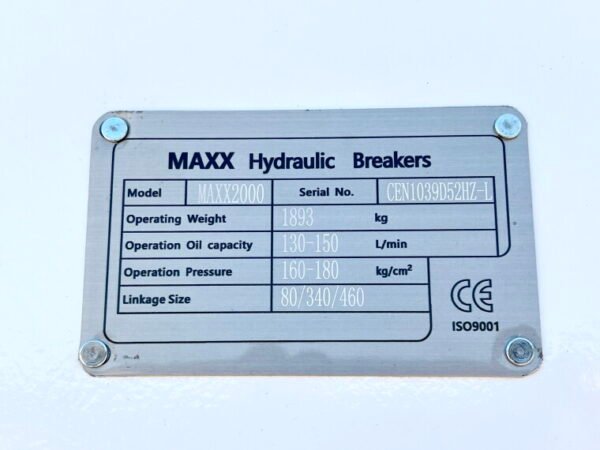 MAXX Hydraulic Breakers
Model MAXX2000 Serial No. CEN1039D52HZ-L
Operating Weight 1893 kg
Operation Oil capacity 130-150 L/min
Operation Pressure 160-180 kg/cm²
Linkage Size 80/340/460
CE
ISO9001